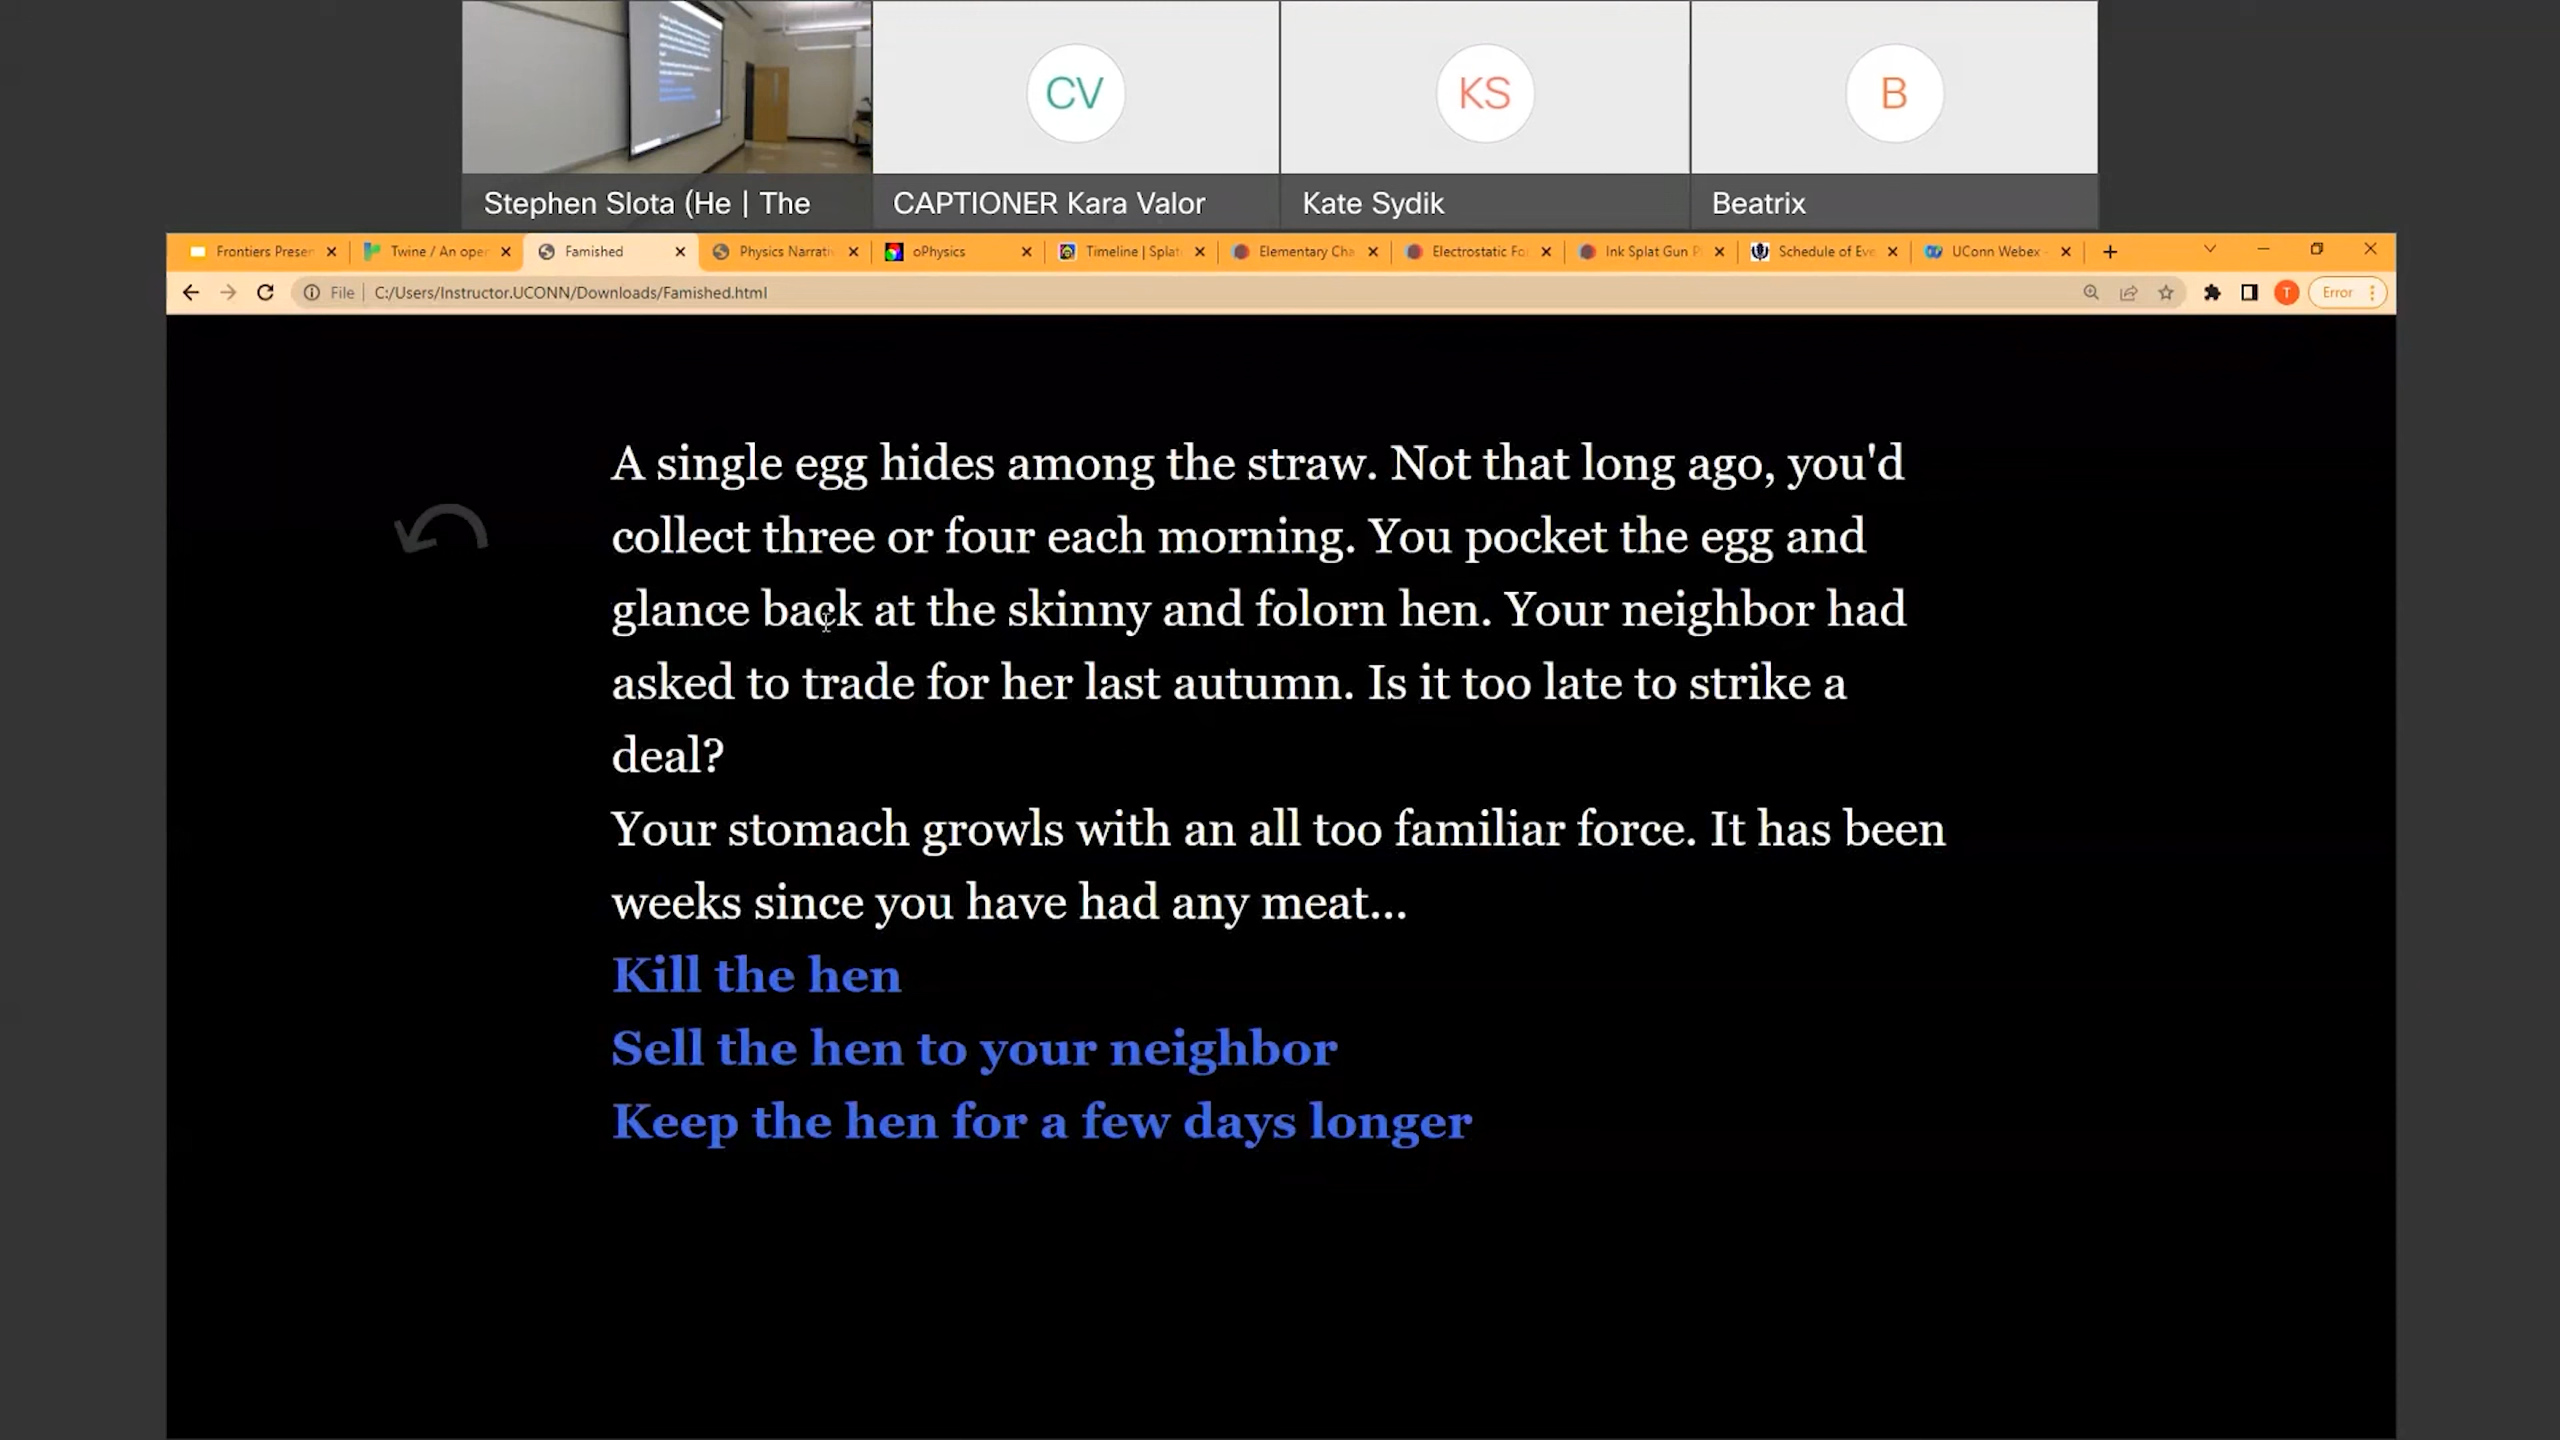 CV
KS
B
Stephen Slota (He | The
CAPTIONER Kara Valor
Kate Sydik
Beatrix
Frontiers Presen
Twine / An open
Famished
Physics Narrati
oPhysics
Timeline | Splat
Elementary Cha
Electrostatic Fo
Ink Splat Gun P
Schedule of Eve
UConn Webex -
File
C:/Users/Instructor.UCONN/Downloads/Famished.html
T
Error
A single egg hides among the straw. Not that long ago, you'd
collect three or four each morning. You pocket the egg and
glance back at the skinny and folorn hen. Your neighbor had
asked to trade for her last autumn. Is it too late to strike a
deal?
Your stomach growls with an all too familiar force. It has been
weeks since you have had any meat...
Kill the hen
Sell the hen to your neighbor
Keep the hen for a few days longer